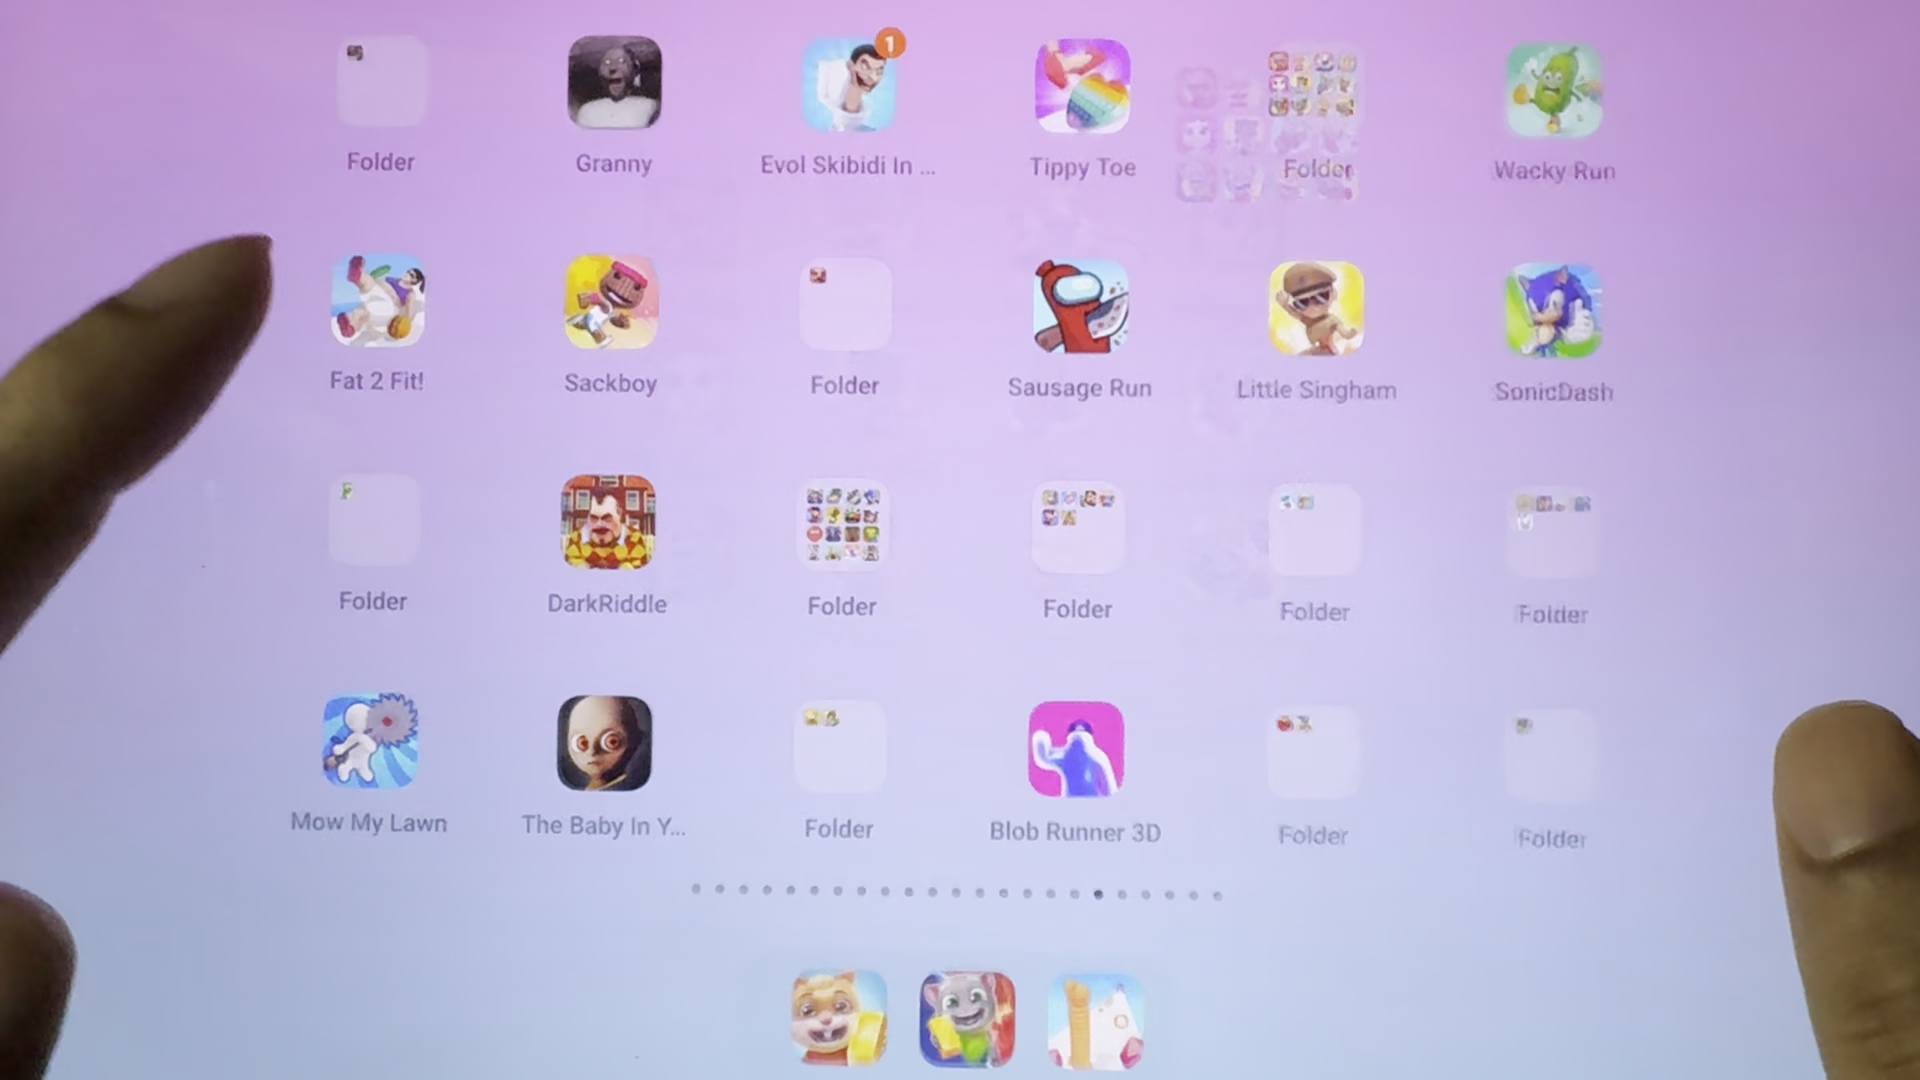 1
Folder
Granny
Evol Skibidi In ...
Tippy Toe
Folder
Wacky Run
Fat 2 Fit!
Sackboy
Folder
Sausage Run
Little Singham
SonicDash
Folder
DarkRiddle
Folder
Folder
Folder
Folder
Mow My Lawn
The Baby In Y...
Folder
Blob Runner 3D
Folder
Folder